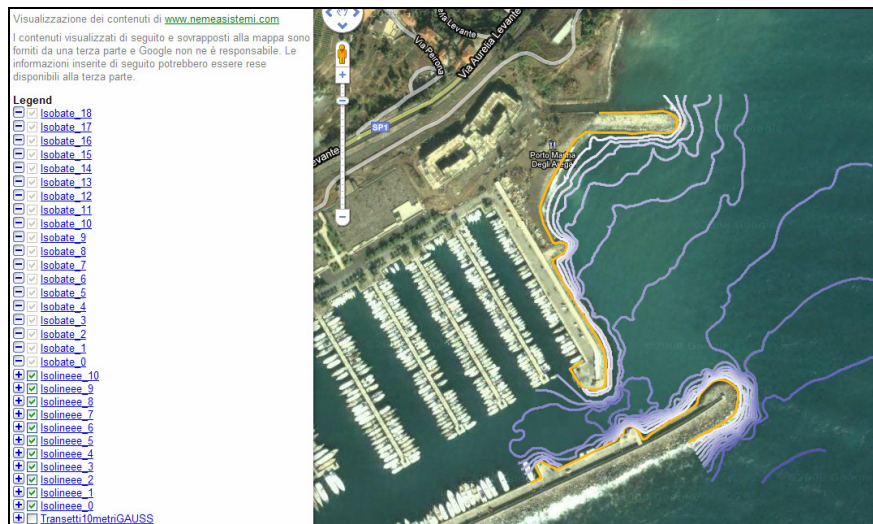 Visualizzazione dei contenuti di www.nemeasistemi.com
I contenuti visualizzati di seguito e sovrapposti alla mappa sono
forniti da una terza parte e Google non ne è responsabile. Le
informazioni inserite di seguito potrebbero essere rese
disponibili alla terza parte.
Legend
Isobate_18
Isobate_17
Isobate_16
Isobate_15
Isobate_14
Isobate_13
Isobate_12
Isobate_11
Isobate_10
Isobate_9
Isobate_8
Isobate_7
Isobate_6
Isobate_5
Isobate_4
Isobate_3
Isobate_2
Isobate_1
Isobate_0
Isolineee_10
Isolineee_9
Isolineee_8
Isolineee_7
Isolineee_6
Isolineee_5
Isolineee_4
Isolineee_3
Isolineee_2
Isolineee_1
Isolineee_0
Transetti10metriGAUSS
Via Perona
Levante
Via Aurelia Levante
SP1
Levante
Porto Marina
Degli